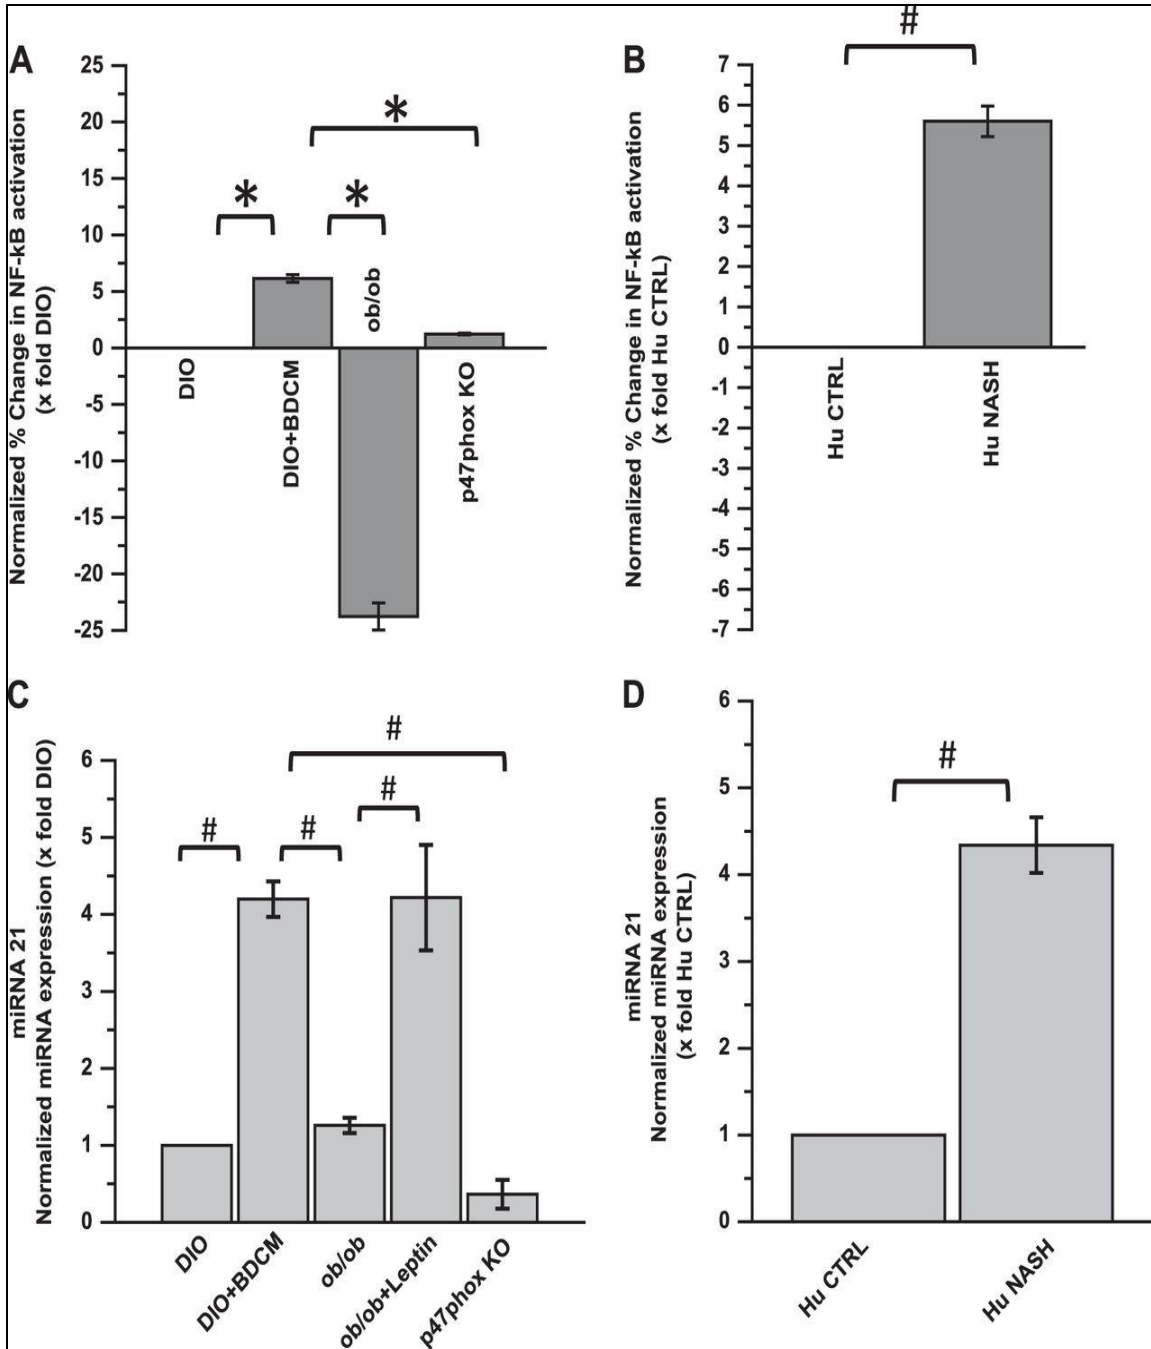 A
Normalized % Change in NF-kB activation
(x fold DIO)
25
20
15
10
5
0
-5
-10
-15
-20
-25
*
*
*
DIO
DIO+BDCM
ob/ob
p47phox KO
B
Normalized % Change in NF-kB activation
(x fold Hu CTRL)
7
6
5
4
3
2
1
0
-1
-2
-3
-4
-5
-6
-7
#
Hu CTRL
Hu NASH
C
miRNA 21
Normalized miRNA expression (x fold DIO)
6
5
4
3
2
1
0
#
#
#
#
DIO
DIO+BDCM
ob/ob
ob/ob+Leptin
p47phox KO
D
miRNA 21
Normalized miRNA expression
(x fold Hu CTRL)
6
5
4
3
2
1
0
#
Hu CTRL
Hu NASH